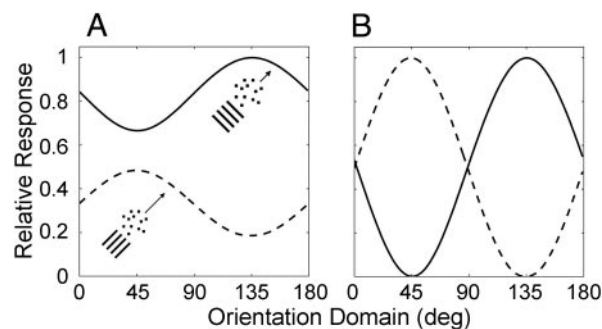 A
B
Relative Response
1
0.8
0.6
0.4
0.2
0
0 45 90 135 180
0 45 90 135 180
Orientation Domain (deg)